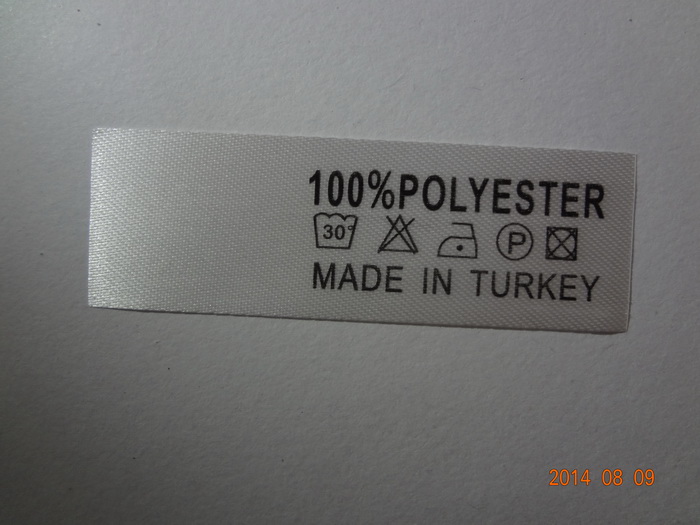 100%POLYESTER
30° P
MADE IN TURKEY
2014 08 09